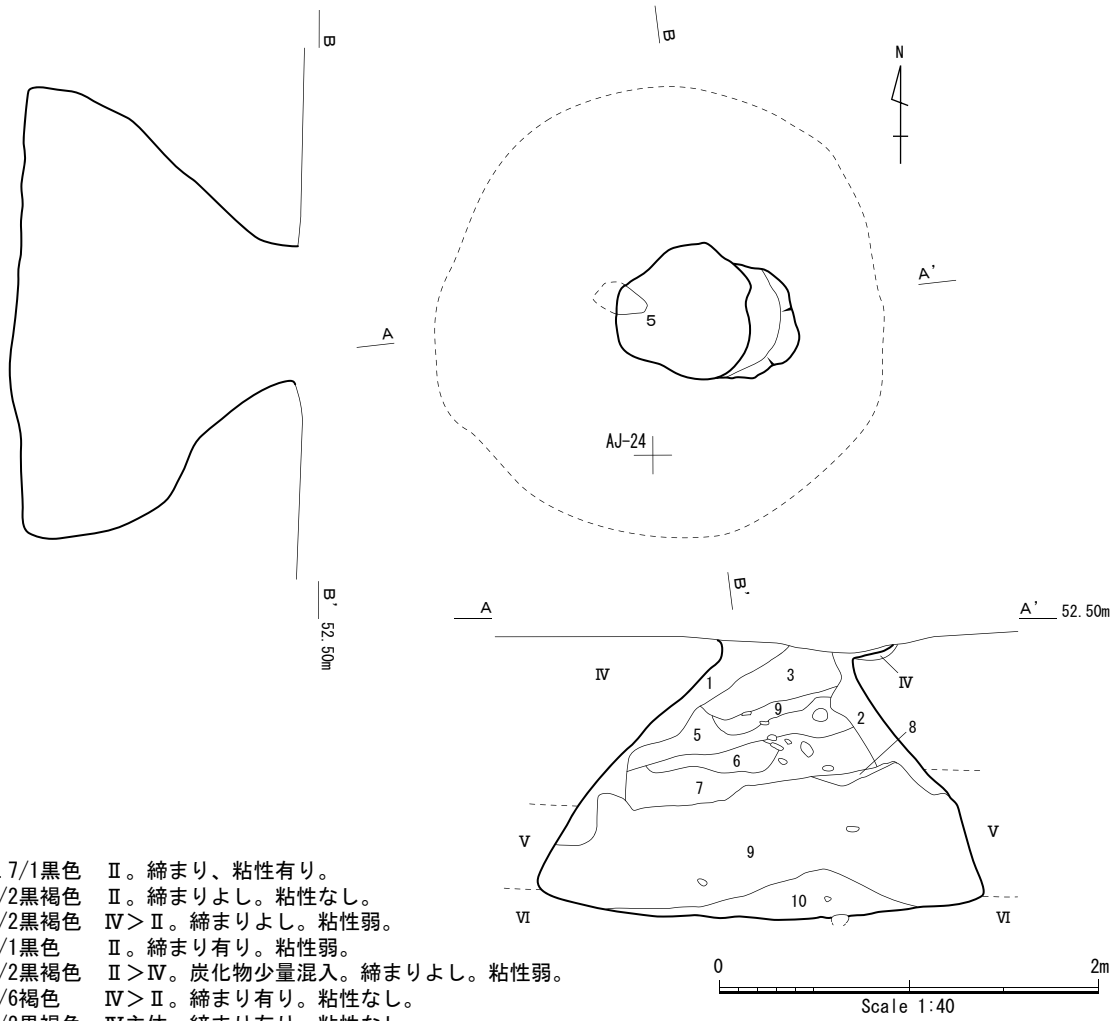 B
B
N
A
A'
5
AJ-24
B'
52.50m
B'
A
A' 52.50m
Ⅳ
1
3
Ⅳ
9
2
8
5
6
7
Ⅴ
9
Ⅴ
10
Ⅵ
Ⅵ
7/1黒色 Ⅱ。締まり、粘性有り。
/2黒褐色 Ⅱ。締まりよし。粘性なし。
/2黒褐色 Ⅳ>Ⅱ。締まりよし。粘性弱。
/1黒色 Ⅱ。締まり有り。粘性弱。
/2黒褐色 Ⅱ>Ⅳ。炭化物少量混入。締まりよし。粘性弱。
/6褐色 Ⅳ>Ⅱ。締まり有り。粘性なし。
0
2m
Scale 1:40